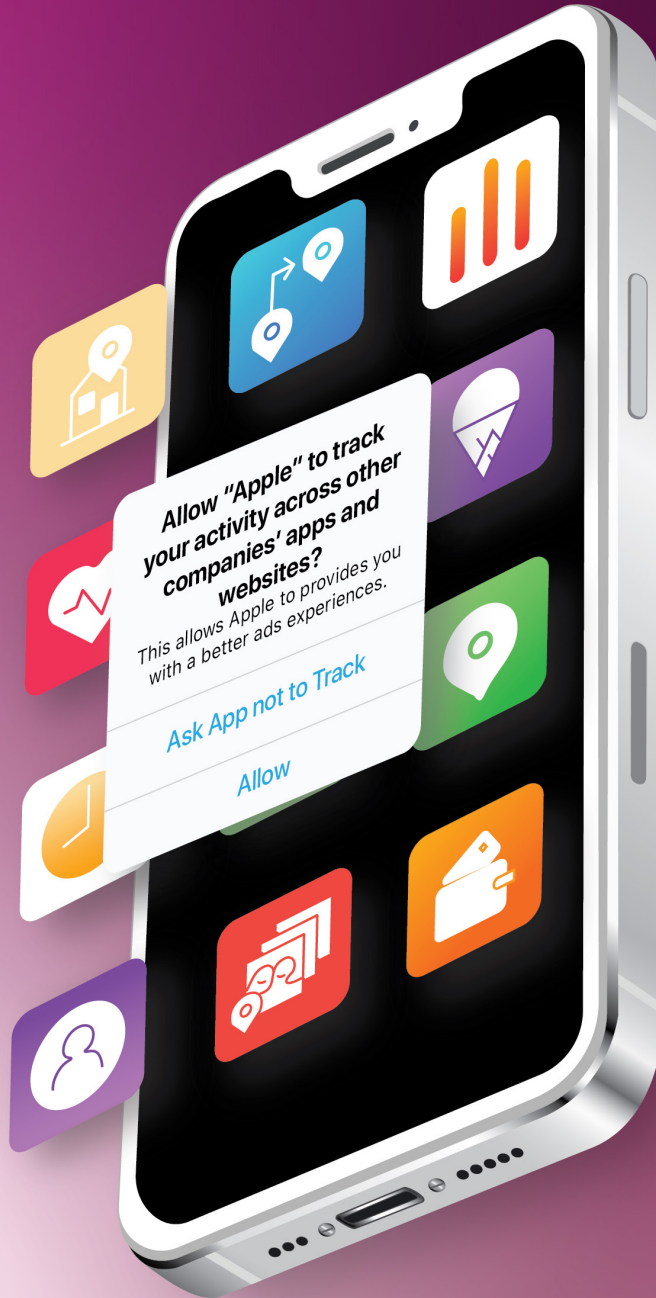 Allow "Apple" to track
your activity across other
companies' apps and
websites?
This allows Apple to provides you
with a better ads experiences.
Ask App not to Track
Allow